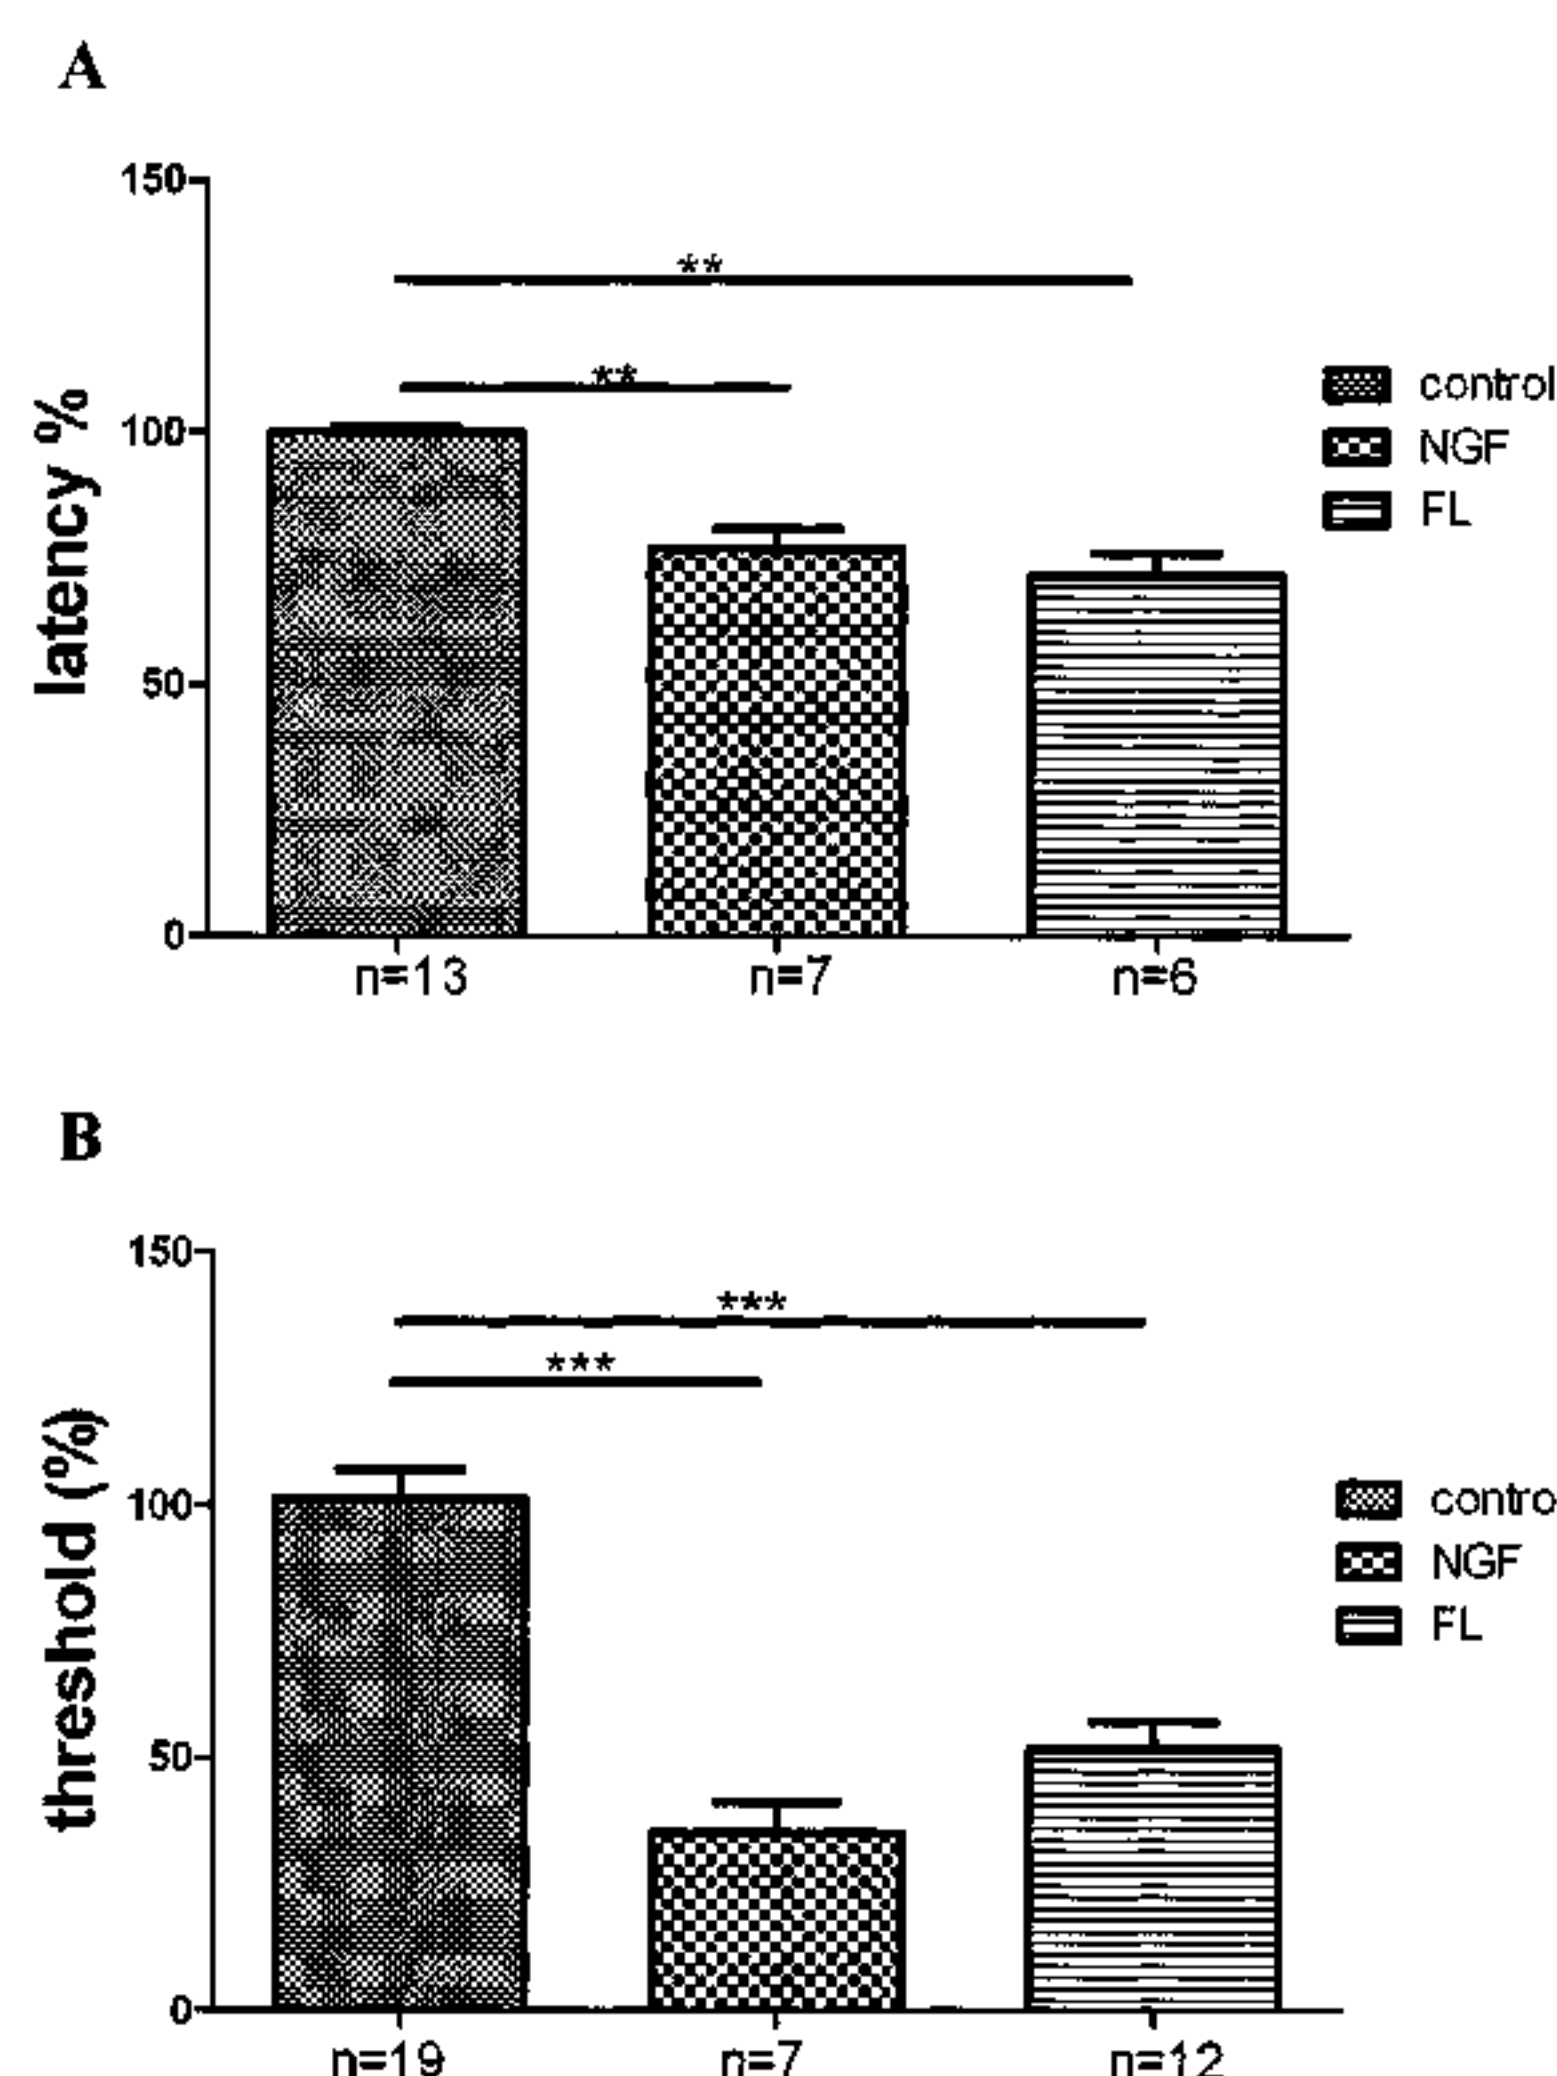 A
150
**
**
control
100
NGF
FL
latency %
50
0
n=13
n=7
n=6
B
150
***
***
threshold (%)
contro
100
NGF
FL
50
0
n=19
n=7
n=12